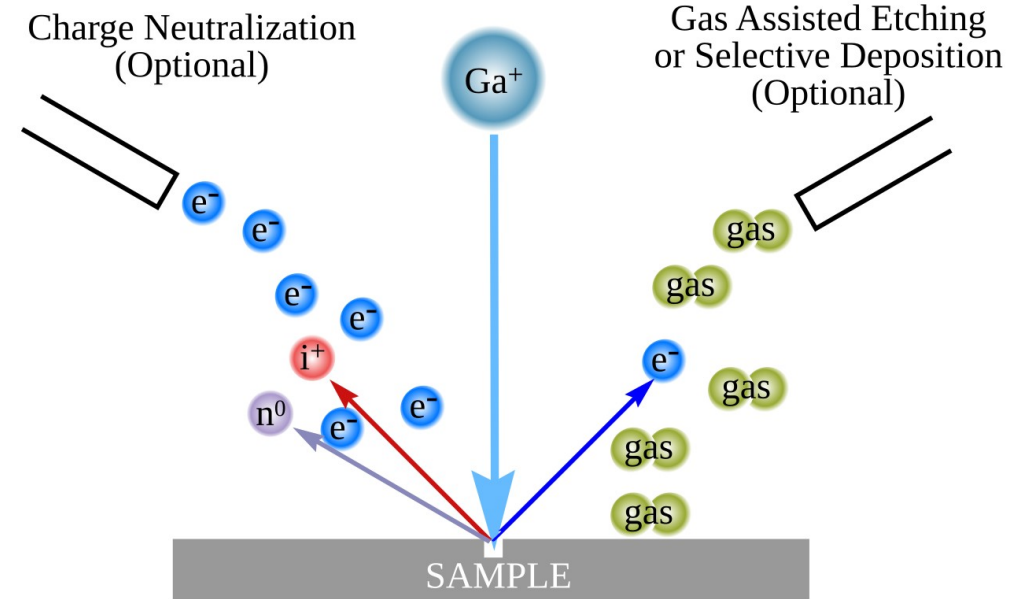 Charge Neutralization
(Optional)
Ga⁺
Gas Assisted Etching
or Selective Deposition
(Optional)
e⁻
e⁻
gas
e⁻
gas
e⁻
i⁺
e⁻
gas
n⁰
e⁻
e⁻
gas
gas
SAMPLE